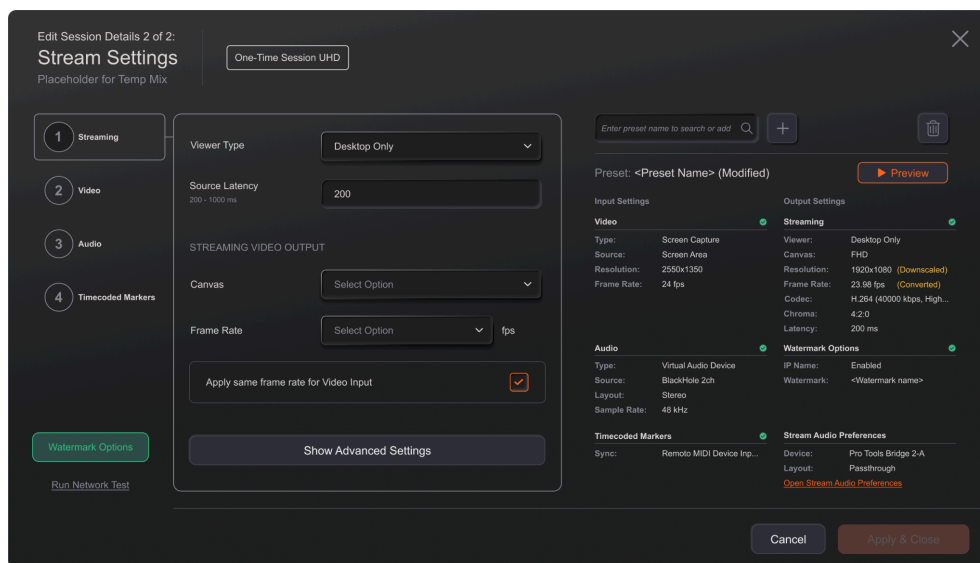 Edit Session Details 2 of 2:
Stream Settings
Placeholder for Temp Mix
One-Time Session UHD
1 Streaming
2 Video
3 Audio
4 Timecoded Markers
Watermark Options
Run Network Test
Viewer Type
Desktop Only
Source Latency
200 - 1000 ms
200
STREAMING VIDEO OUTPUT
Canvas
Select Option
Frame Rate
Select Option
fps
Apply same frame rate for Video Input
Show Advanced Settings
Enter preset name to search or add
Preset: <Preset Name> (Modified)
Preview
Input Settings
Video
Type: Screen Capture
Source: Screen Area
Resolution: 2550x1350
Frame Rate: 24 fps
Audio
Type: Virtual Audio Device
Source: BlackHole 2ch
Layout: Stereo
Sample Rate: 48 kHz
Timecoded Markers
Sync: Remoto MIDI Device Inp...
Output Settings
Streaming
Viewer: Desktop Only
Canvas: FHD
Resolution: 1920x1080 (Downscaled)
Frame Rate: 23.98 fps (Converted)
Codec: H.264 (40000 kbps, High...
Chroma: 4:2:0
Latency: 200 ms
Watermark Options
IP Name: Enabled
Watermark: <Watermark name>
Stream Audio Preferences
Device: Pro Tools Bridge 2-A
Layout: Passthrough
Open Stream Audio Preferences
Cancel
Apply & Close